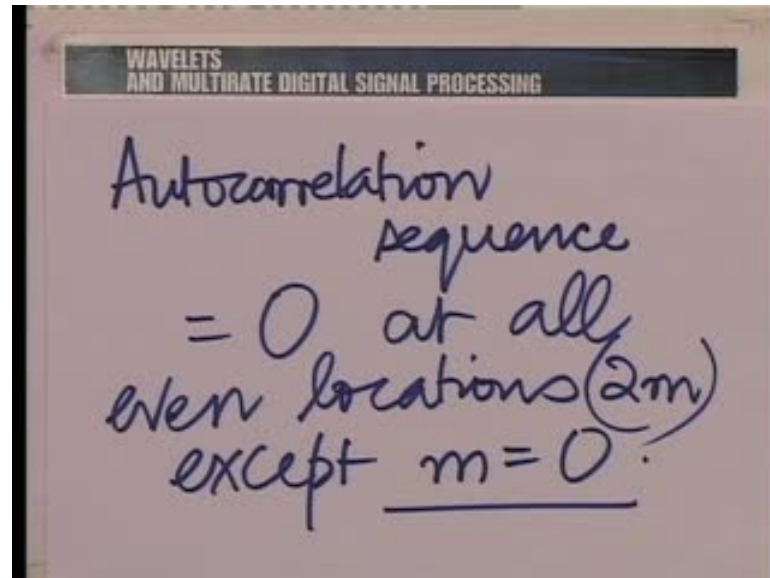 WAVELETS
AND MULTIRATE DIGITAL SIGNAL PROCESSING
Autocorrelation
sequence
= 0 at all
even locations (2m)
except m = 0.